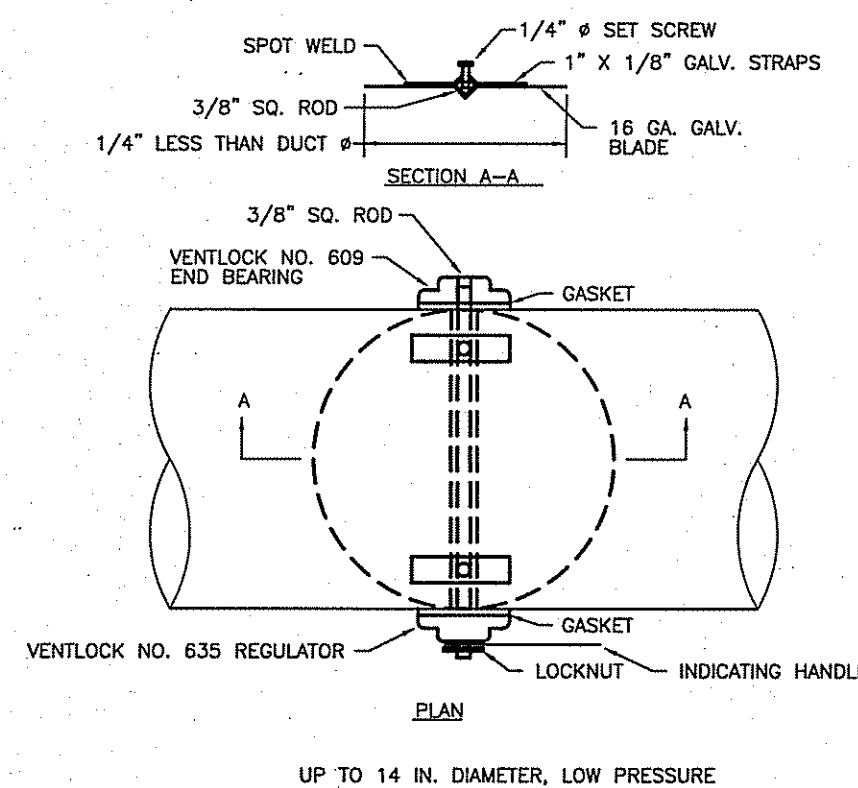 1/4" ø SET SCREW
SPOT WELD
1" X 1/8" GALV. STRAPS
3/8" SQ. ROD
1/4" LESS THAN DUCT ø
16 GA. GALV.
BLADE
SECTION A-A
3/8" SQ. ROD
VENTLOCK NO. 609
END BEARING
GASKET
A
A
GASKET
VENTLOCK NO. 635 REGULATOR
LOCKNUT
INDICATING HANDL
PLAN
UP TO 14 IN. DIAMETER, LOW PRESSURE